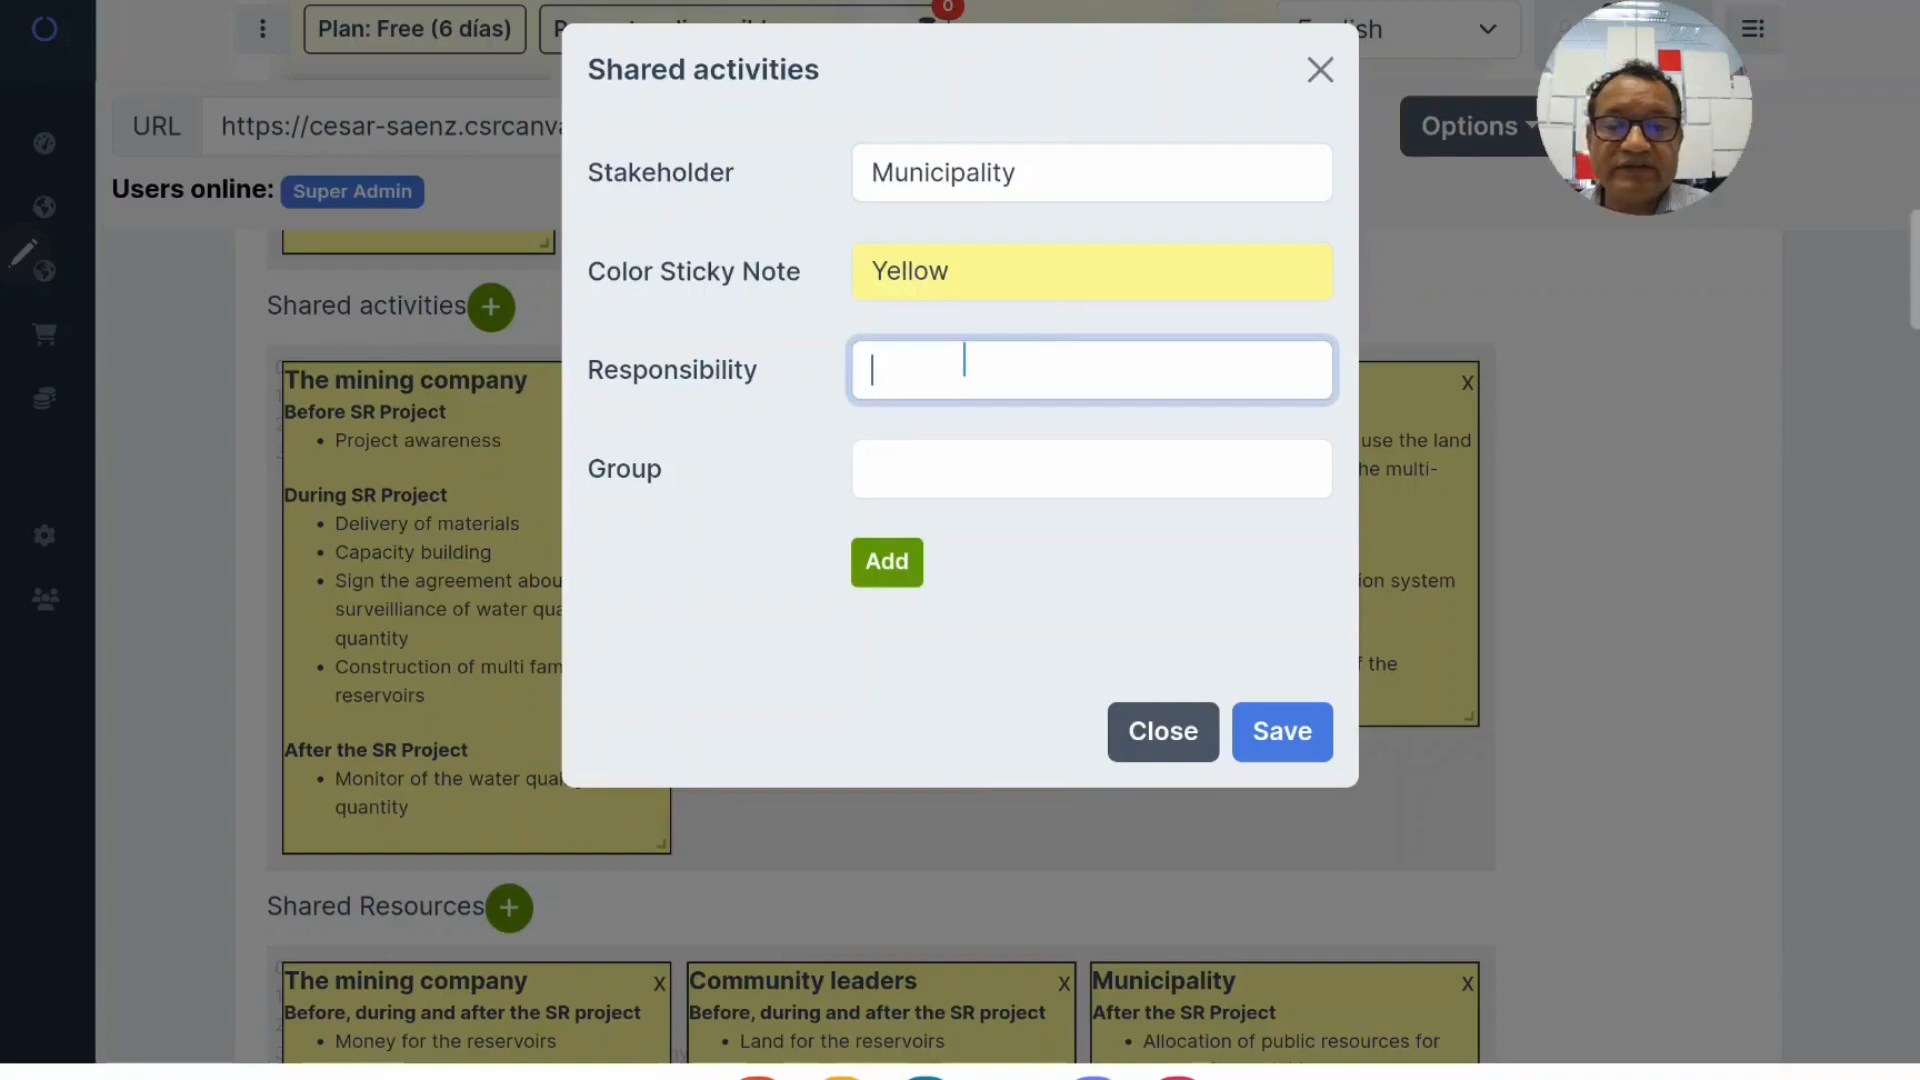 Plan: Free (6 días)
0
URL
https://cesar-saenz.csrcanva
Options
Users online: Super Admin
Shared activities
Stakeholder
Municipality
Color Sticky Note
Yellow
Responsibility
Group
Add
Close
Save
Shared activities +
The mining company
Before SR Project
• Project awareness
During SR Project
• Delivery of materials
• Capacity building
• Sign the agreement abou
surveilliance of water qua
quantity
• Construction of multi fam
reservoirs
After the SR Project
• Monitor of the water qual
quantity
X
use the land
he multi-
ion system
f the
Shared Resources +
The mining company X
Before, during and after the SR project
• Money for the reservoirs
Community leaders X
Before, during and after the SR project
• Land for the reservoirs
Municipality X
After the SR Project
• Allocation of public resources for